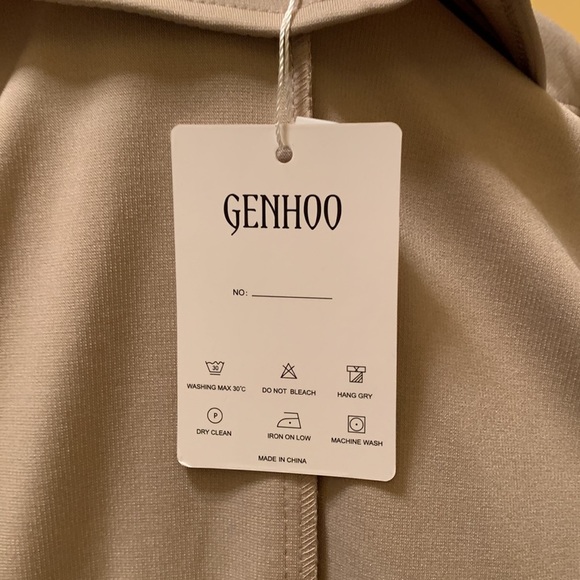 GENHOO
NO:
30
WASHING MAX 30℃
DO NOT BLEACH
HANG GRY
P
DRY CLEAN
IRON ON LOW
MACHINE WASH
MADE IN CHINA